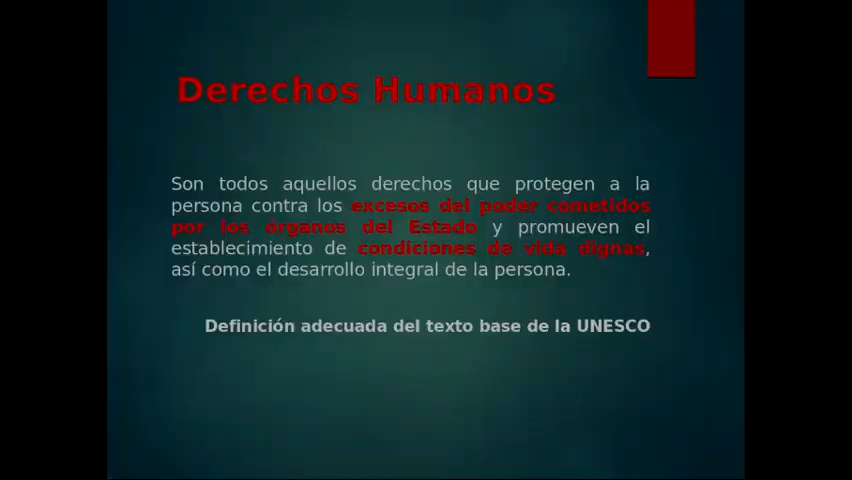 Derechos Humanos
Son todos aquellos derechos que protegen a la
persona contra los excesos del poder cometidos
por los órganos del Estado y promueven el
establecimiento de condiciones de vida dignas,
así como el desarrollo integral de la persona.
Definición adecuada del texto base de la UNESCO